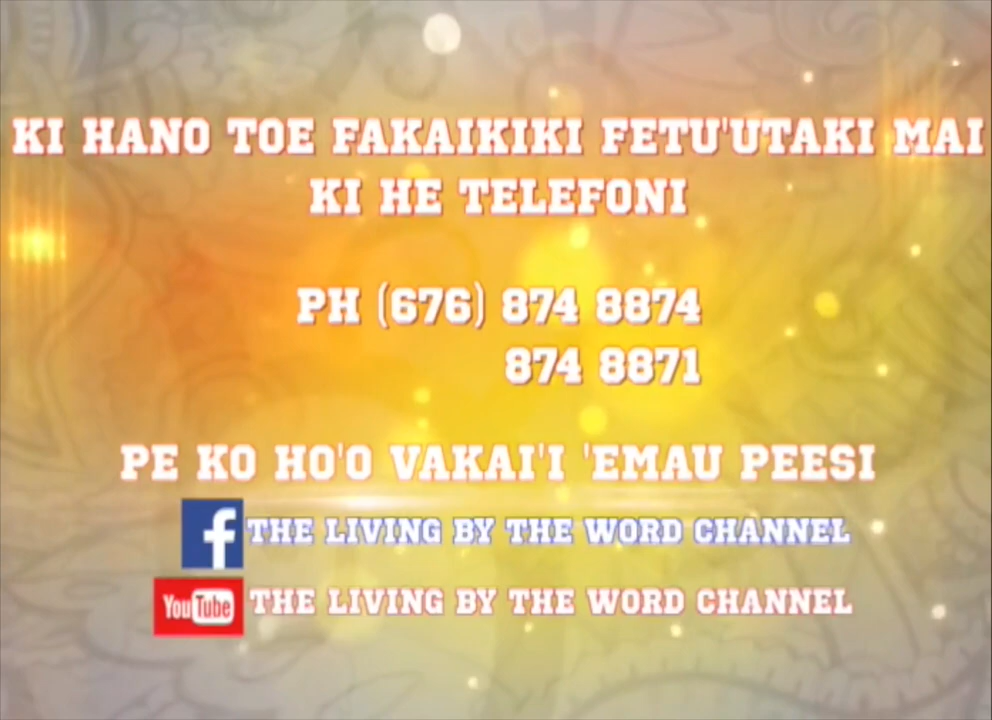 KI HANO TOE FAKAIKIKI FETU'UTAKI MAI
KI HE TELEFONI
PH (676) 874 8874
874 8871
PE KO HO'O VAKAI'I 'EMAU PEESI
f THE LIVING BY THE WORD CHANNEL
YouTube THE LIVING BY THE WORD CHANNEL